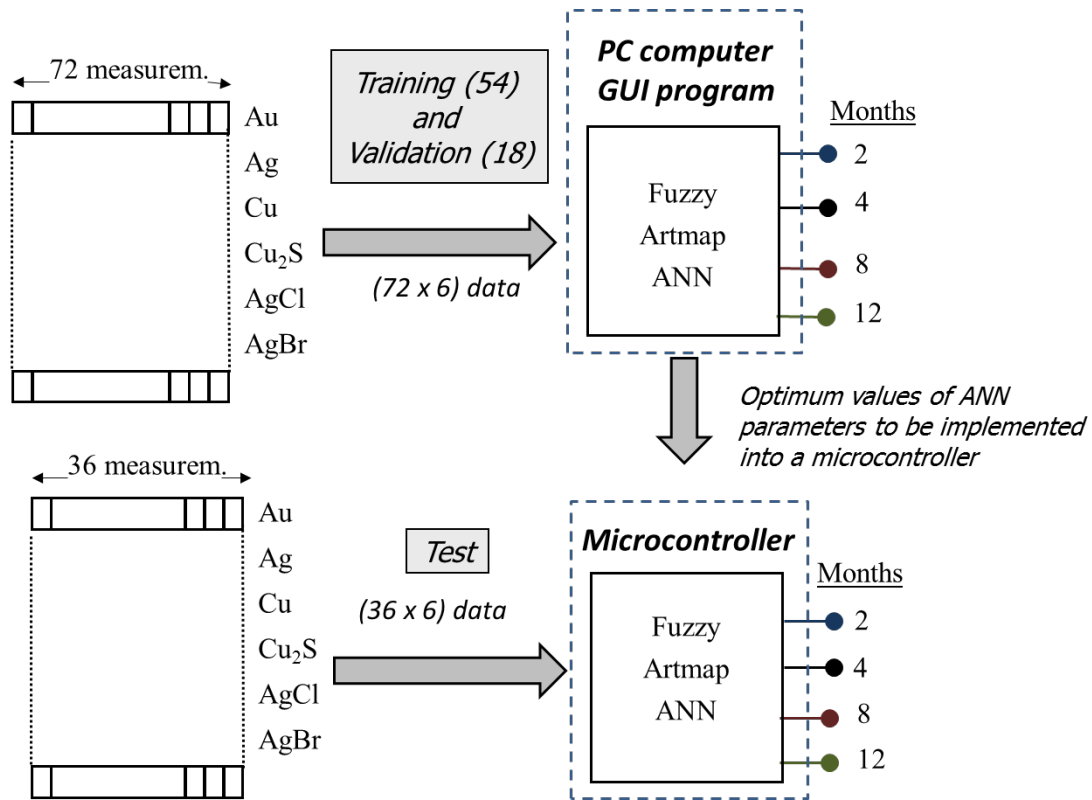 72 measurem.
Au
Ag
Cu
Cu₂S
AgCl
AgBr
Training (54)
and
Validation (18)
(72 x 6) data
PC computer
GUI program
Fuzzy
Artmap
ANN
Months
2
4
8
12
Optimum values of ANN
parameters to be implemented
into a microcontroller
36 measurem.
Au
Ag
Cu
Cu₂S
AgCl
AgBr
Test
(36 x 6) data
Microcontroller
Fuzzy
Artmap
ANN
Months
2
4
8
12